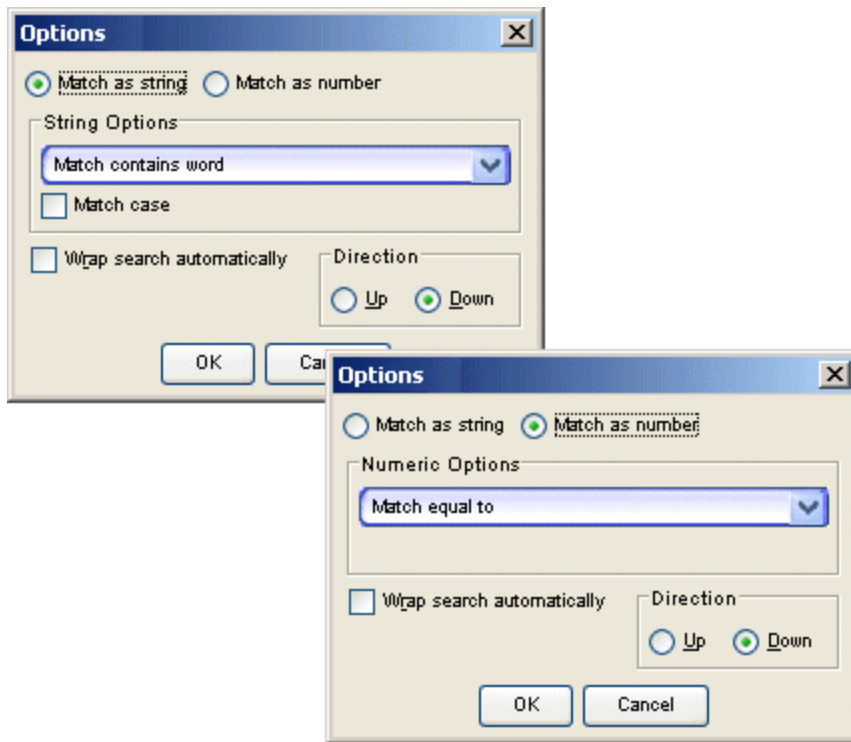 Options
Match as string Match as number
String Options
Match contains word
Match case
Wrap search automatically
Direction
Up Down
OK
Options
Match as string Match as number
Numeric Options
Match equal to
Wrap search automatically
Direction
Up Down
OK Cancel